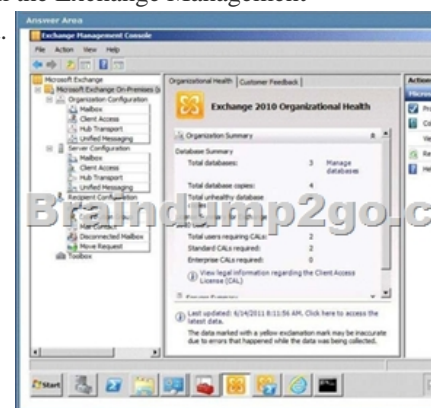 r the Exchange Management
Answer Area
Exchange Management Console
File Action View Help
Microsoft Exchange
Microsoft Exchange On-Premises (
Organization Configuration
Mailbox
Client Access
Hub Transport
Unified Messaging
Server Configuration
Mailbox
Client Access
Hub Transport
Unified Messaging
Recipient Configuration
Mail Contact
Disconnected Mailbox
Move Request
Toolbox
Organizational Health Customer Feedback
Exchange 2010 Organizational Health
Organization Summary
Database Summary
Total databases: 3 Manage databases
Total database copies: 4
Total unhealthy database
Total users requiring CALs: 2
Standard CALs required: 2
Enterprise CALs required: 0
View legal information regarding the Client Access License (CAL)
Last updated: 6/14/2011 8:11:56 AM. Click here to access the latest data.
The data marked with a yellow exclamation mark may be inaccurate due to errors that happened while the data was being collected.
Actions
Start
Braindump2go.c